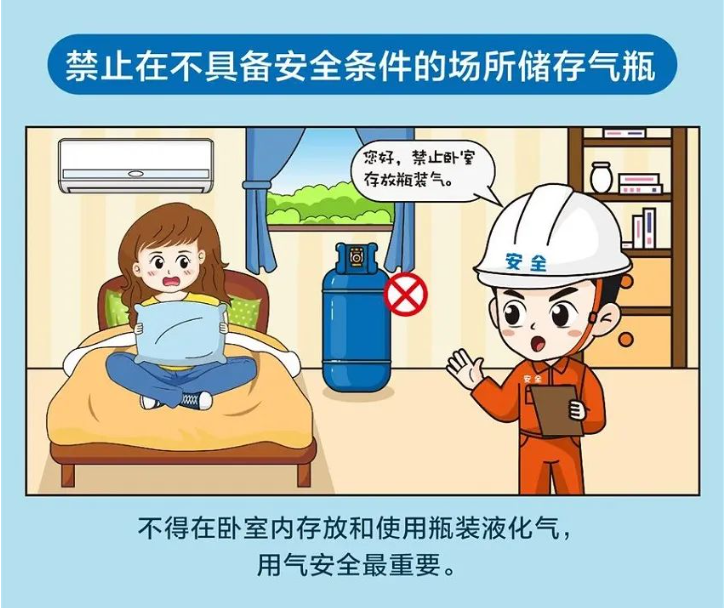 禁止在不具备安全条件的场所储存气瓶
您好，禁止卧室
存放瓶装气。
安全
安全
不得在卧室内存放和使用瓶装液化气，
用气安全最重要。